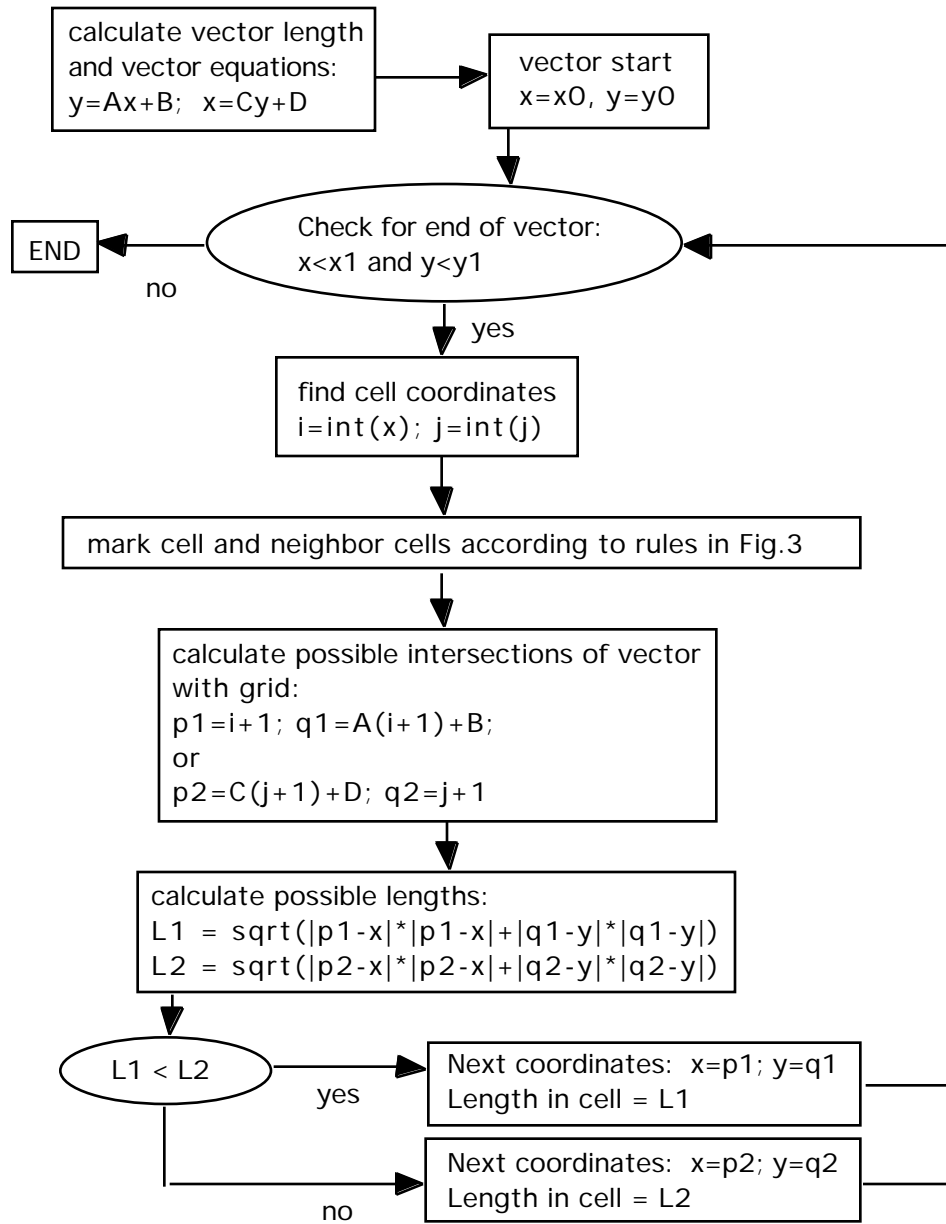 calculate vector length
and vector equations:
y=Ax+B;  x=Cy+D
vector start
x=x0, y=y0
Check for end of vector:
x<x1 and y<y1
END
no
yes
find cell coordinates
i=int(x); j=int(j)
mark cell and neighbor cells according to rules in Fig.3
calculate possible intersections of vector
with grid:
p1=i+1; q1=A(i+1)+B;
or
p2=C(j+1)+D; q2=j+1
calculate possible lengths:
L1 = sqrt(|p1-x|*|p1-x|+|q1-y|*|q1-y|)
L2 = sqrt(|p2-x|*|p2-x|+|q2-y|*|q2-y|)
L1 < L2
yes
Next coordinates:  x=p1; y=q1
Length in cell = L1
no
Next coordinates:  x=p2; y=q2
Length in cell = L2